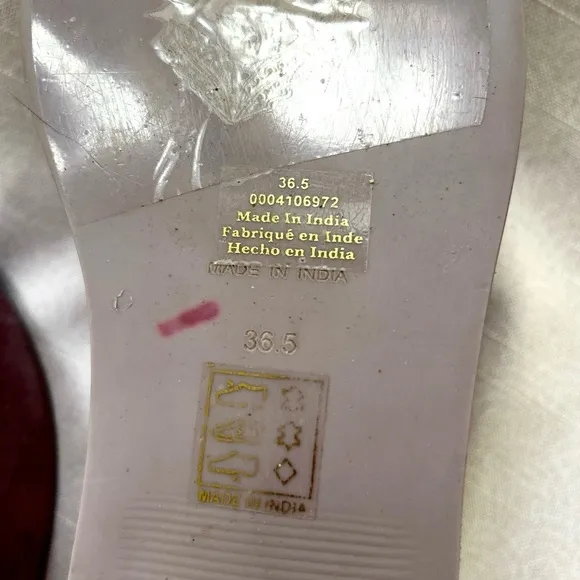 36.5
0004106972
Made In India
Fabriqué en Inde
Hecho en India
MADE IN INDIA
36.5
MADE IN INDIA